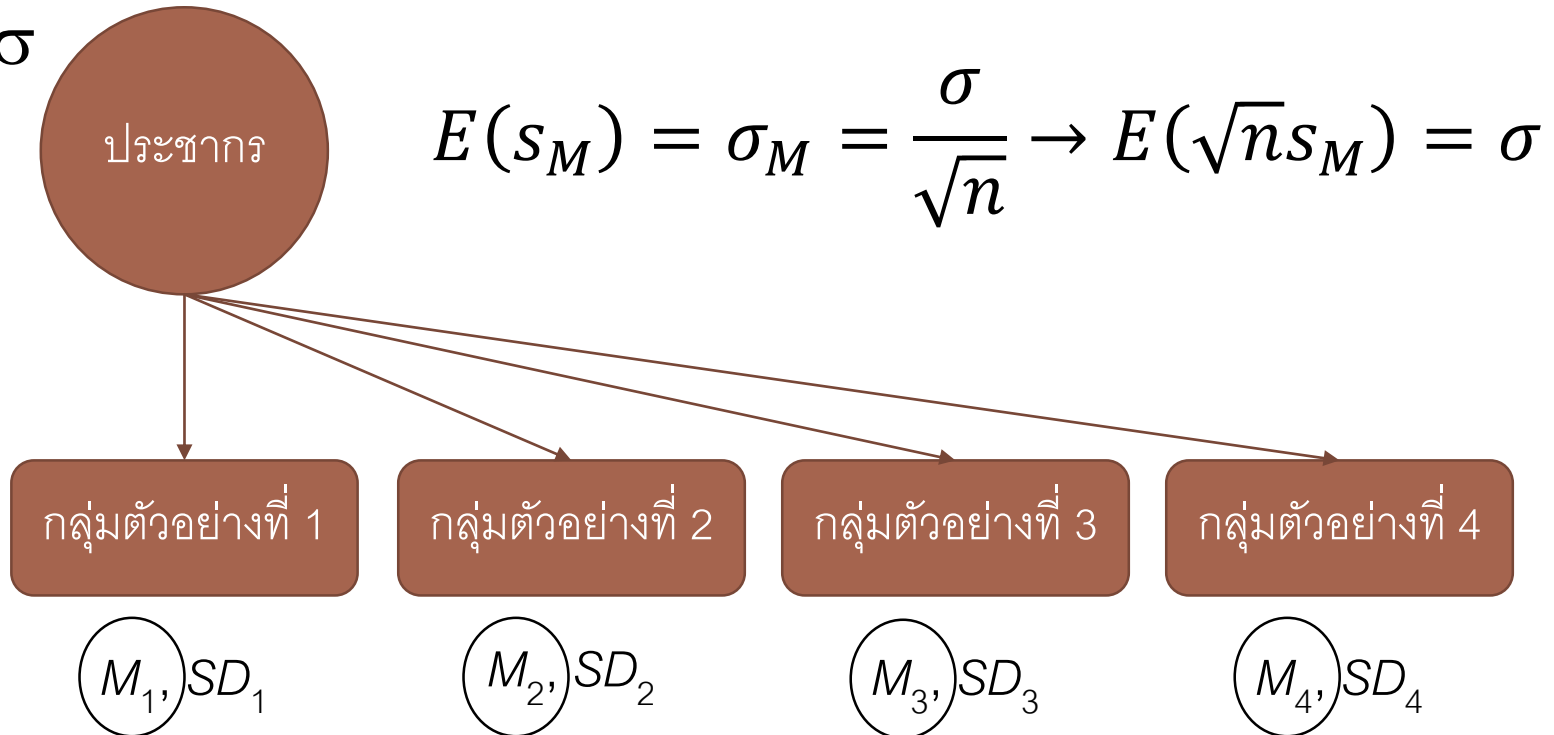 σ
ประชากร
E(s_M) = σ_M = σ/√n → E(√n s_M) = σ
กลุ่มตัวอย่างที่ 1
กลุ่มตัวอย่างที่ 2
กลุ่มตัวอย่างที่ 3
กลุ่มตัวอย่างที่ 4
M₁, SD₁
M₂, SD₂
M₃, SD₃
M₄, SD₄